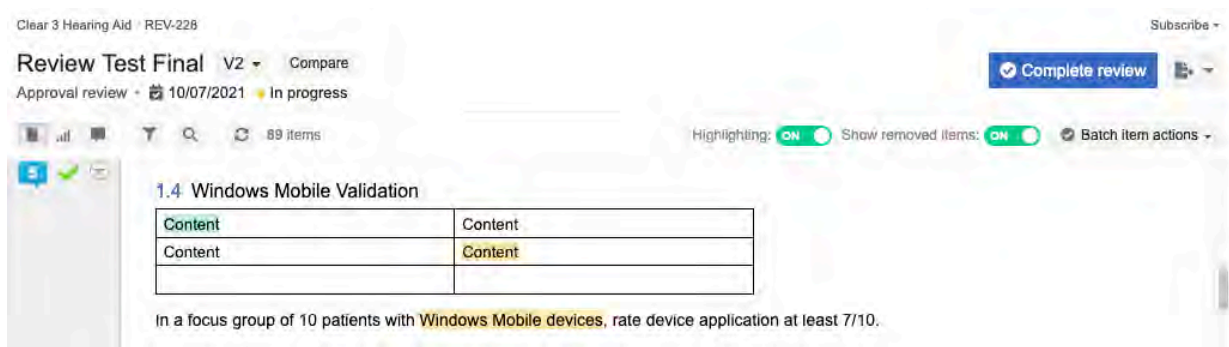 Clear 3 Hearing Aid / REV-228 Subscribe
Review Test Final V2 Compare
Complete review
Approval review 10/07/2021 In progress
89 items Highlighting: ON Show removed items: ON Batch item actions
1.4 Windows Mobile Validation
Content Content
Content Content
In a focus group of 10 patients with Windows Mobile devices, rate device application at least 7/10.